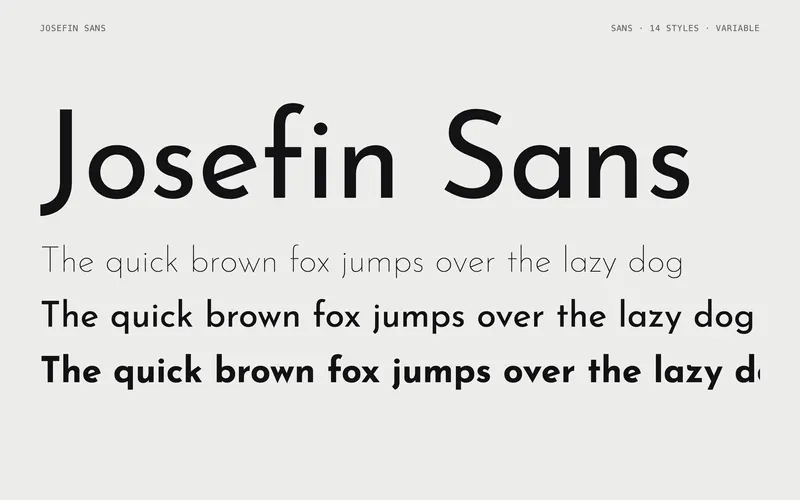 JOSEFIN SANS
SANS · 14 STYLES · VARIABLE
Josefin Sans
The quick brown fox jumps over the lazy dog
The quick brown fox jumps over the lazy dog
The quick brown fox jumps over the lazy